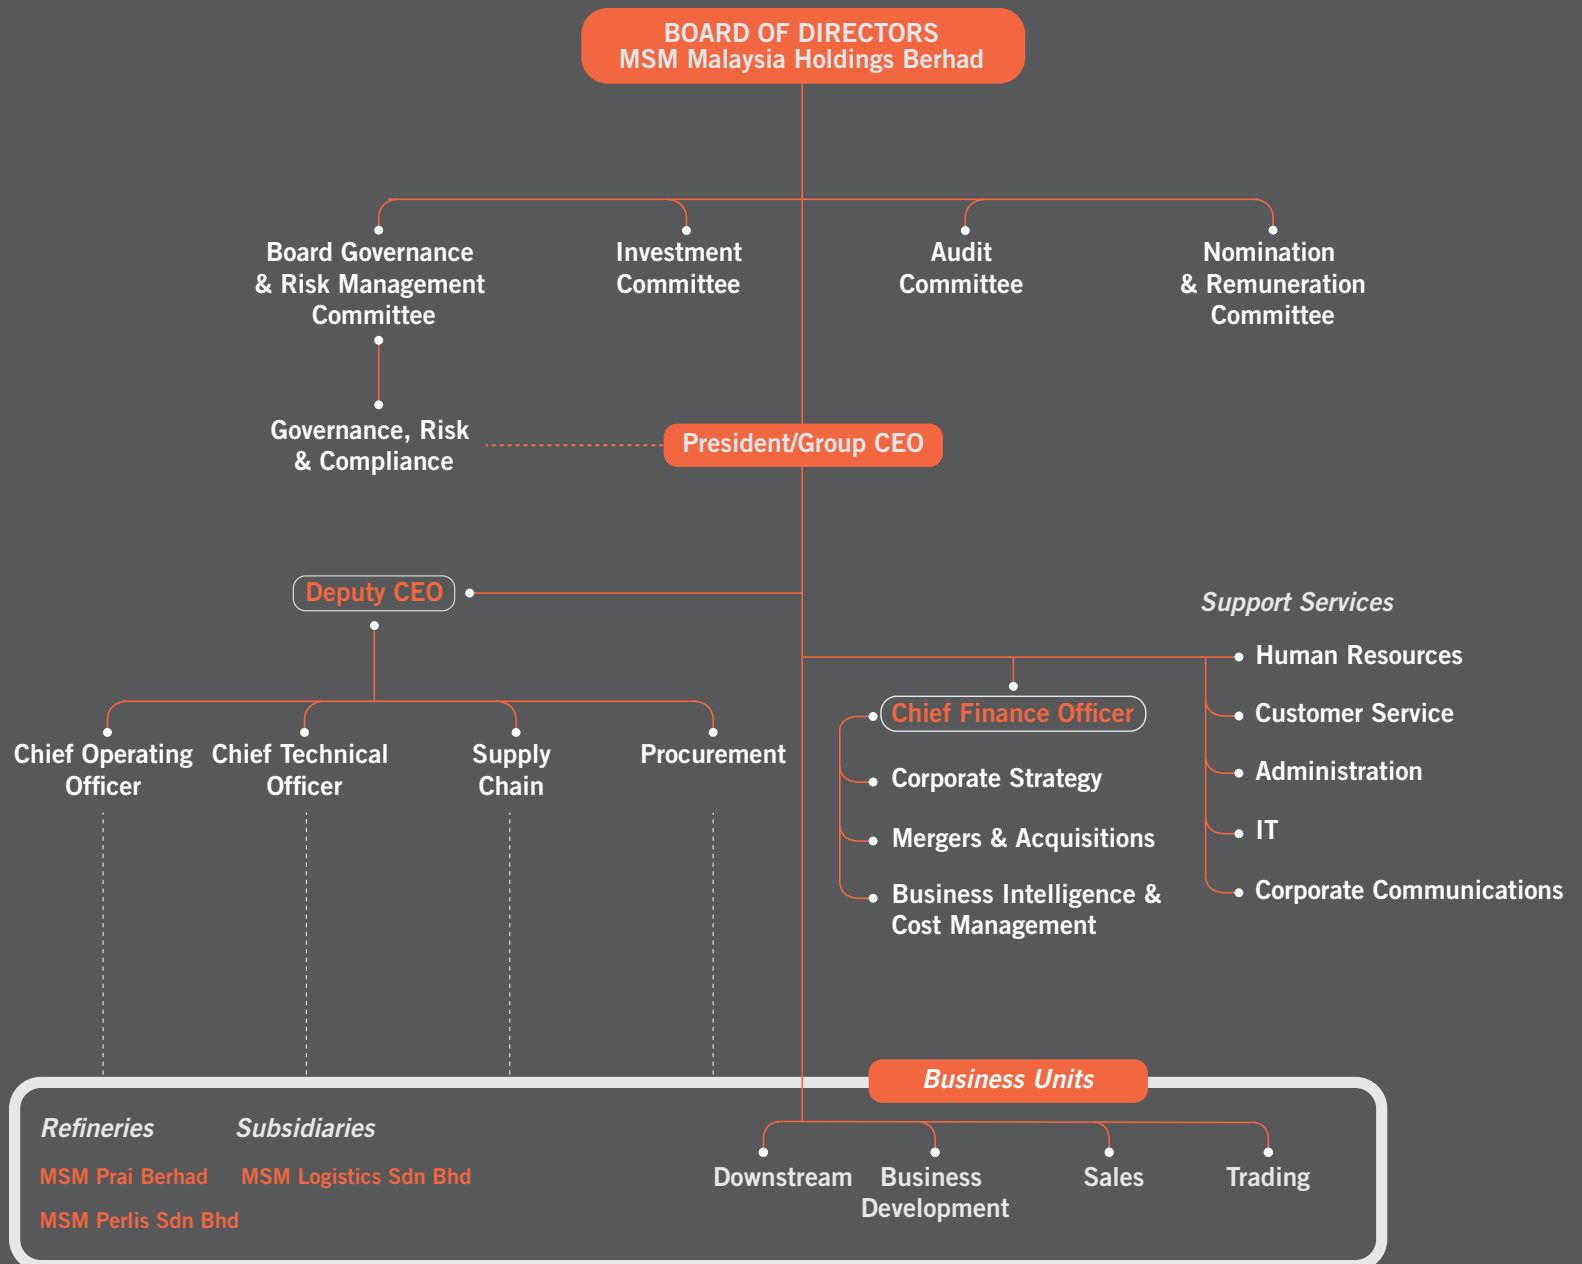 BOARD OF DIRECTORS
MSM Malaysia Holdings Berhad
Board Governance
& Risk Management
Committee
Investment
Committee
Audit
Committee
Nomination
& Remuneration
Committee
Governance, Risk
& Compliance
President/Group CEO
Deputy CEO
Chief Operating
Officer
Chief Technical
Officer
Supply
Chain
Procurement
Chief Finance Officer
Corporate Strategy
Mergers & Acquisitions
Business Intelligence &
Cost Management
Support Services
Human Resources
Customer Service
Administration
IT
Corporate Communications
Business Units
Refineries
MSM Prai Berhad
MSM Perlis Sdn Bhd
Subsidiaries
MSM Logistics Sdn Bhd
Downstream
Business
Development
Sales
Trading